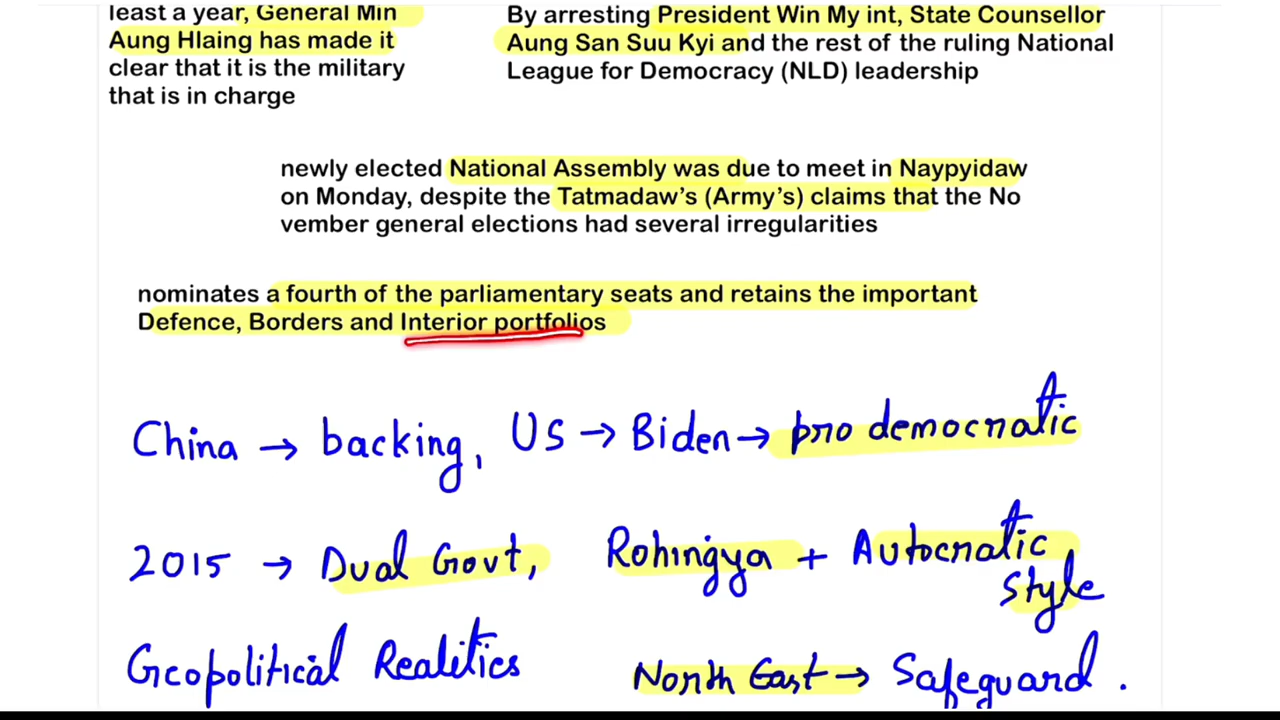 least a year, General Min
Aung Hlaing has made it
clear that it is the military
that is in charge
By arresting President Win My int, State Counsellor
Aung San Suu Kyi and the rest of the ruling National
League for Democracy (NLD) leadership
newly elected National Assembly was due to meet in Naypyidaw
on Monday, despite the Tatmadaw's (Army's) claims that the No
vember general elections had several irregularities
nominates a fourth of the parliamentary seats and retains the important
Defence, Borders and Interior portfolios
China → backing, US → Biden → pro democratic
2015 → Dual Govt, Rohingya + Autocratic
Style
Geopolitical Realities North East → Safeguard.